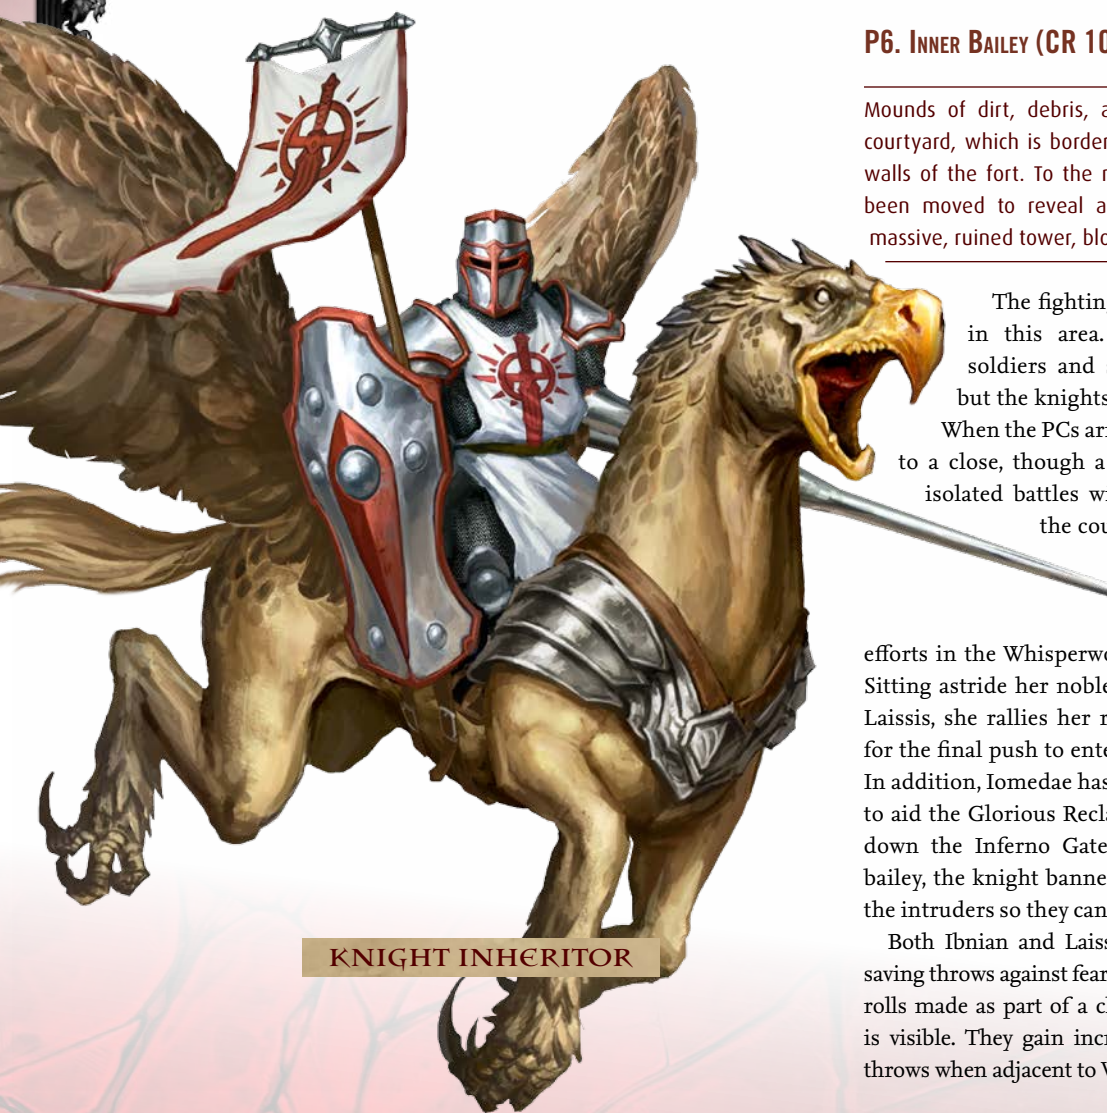 P6. Inner Bailey (CR 10
Mounds of dirt, debris, a
courtyard, which is border
walls of the fort. To the
been moved to reveal a
massive, ruined tower, blo
The fightin
in this area.
soldiers and
but the knights
When the PCs arr
to a close, though a
isolated battles w
the cou
efforts in the Whisperwo
Sitting astride her noble
Laissis, she rallies her
for the final push to ente
In addition, Iomedae has
to aid the Glorious Recla
down the Inferno Gate
bailey, the knight banne
the intruders so they can
Both Ibnian and Laiss
saving throws against fear
rolls made as part of a c
is visible. They gain incr
throws when adjacent to
KNIGHT INHERITOR